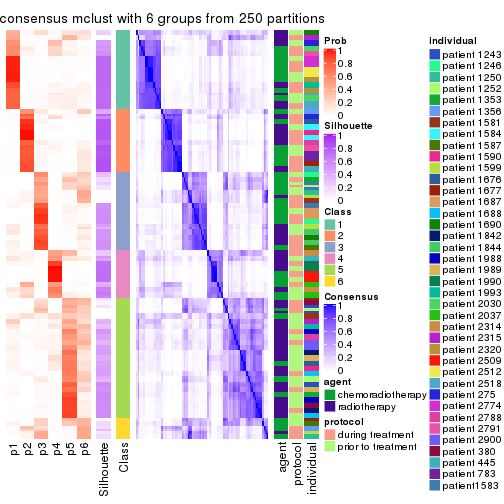 consensus mclust with 6 groups from 250 partitions
Prob
1
0.8
0.6
0.4
0.2
0
Silhouette
1
0.8
0.6
0.4
0.2
0
Class
1
2
3
4
5
6
Consensus
1
0.8
0.6
0.4
0.2
0
agent
chemoradiotherapy
radiotherapy
protocol
during treatment
prior to treatment
individual
patient 1243
patient 1246
patient 1250
patient 1252
patient 1353
patient 1356
patient 1581
patient 1584
patient 1587
patient 1590
patient 1599
patient 1676
patient 1677
patient 1687
patient 1688
patient 1690
patient 1842
patient 1844
patient 1988
patient 1989
patient 1990
patient 1993
patient 2030
patient 2037
patient 2314
patient 2315
patient 2320
patient 2509
patient 2512
patient 2518
patient 275
patient 2774
patient 2788
patient 2791
patient 2900
patient 380
patient 445
patient 783
patient1583
p1
p2
p3
p4
p5
p6
Silhouette
Class
agent
protocol
individual